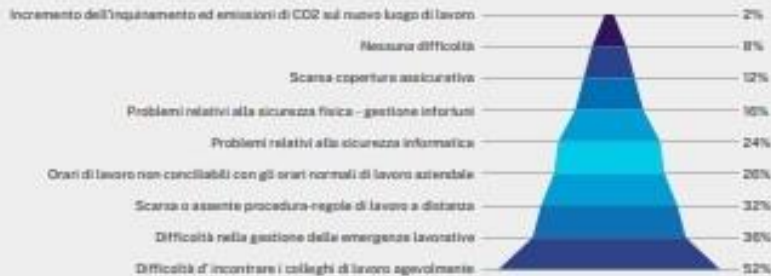 Incremento dell'inquinamento ed emissioni di CO2 sul nuovo luogo di lavoro 2%
Nessuna difficoltà 8%
Scarsa copertura assicurativa 12%
Problemi relativi alla sicurezza fisica - gestione infortuni 16%
Problemi relativi alla sicurezza informatica 24%
Orari di lavoro non conciliabili con gli orari normali di lavoro aziendale 26%
Scarsa o assente procedura-regole di lavoro a distanza 32%
Difficoltà nella gestione delle emergenze lavorative 36%
Difficoltà d' incontrare i colleghi di lavoro agevolmente 52%